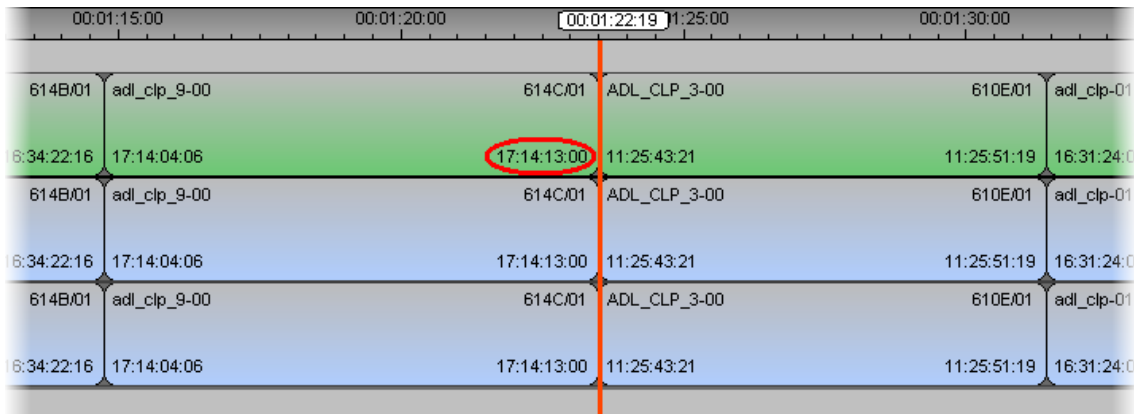 00:01:15:00 00:01:20:00 00:01:22:19 1:25:00 00:01:30:00
614B/01 adl_clp_9-00 614C/01 ADL_CLP_3-00 610E/01 adl_clp-01
6:34:22:16 17:14:04:06 17:14:13:00 11:25:43:21 11:25:51:19 16:31:24:0
614B/01 adl_clp_9-00 614C/01 ADL_CLP_3-00 610E/01 adl_clp-01
6:34:22:16 17:14:04:06 17:14:13:00 11:25:43:21 11:25:51:19 16:31:24:0
614B/01 adl_clp_9-00 614C/01 ADL_CLP_3-00 610E/01 adl_clp-01
6:34:22:16 17:14:04:06 17:14:13:00 11:25:43:21 11:25:51:19 16:31:24:0